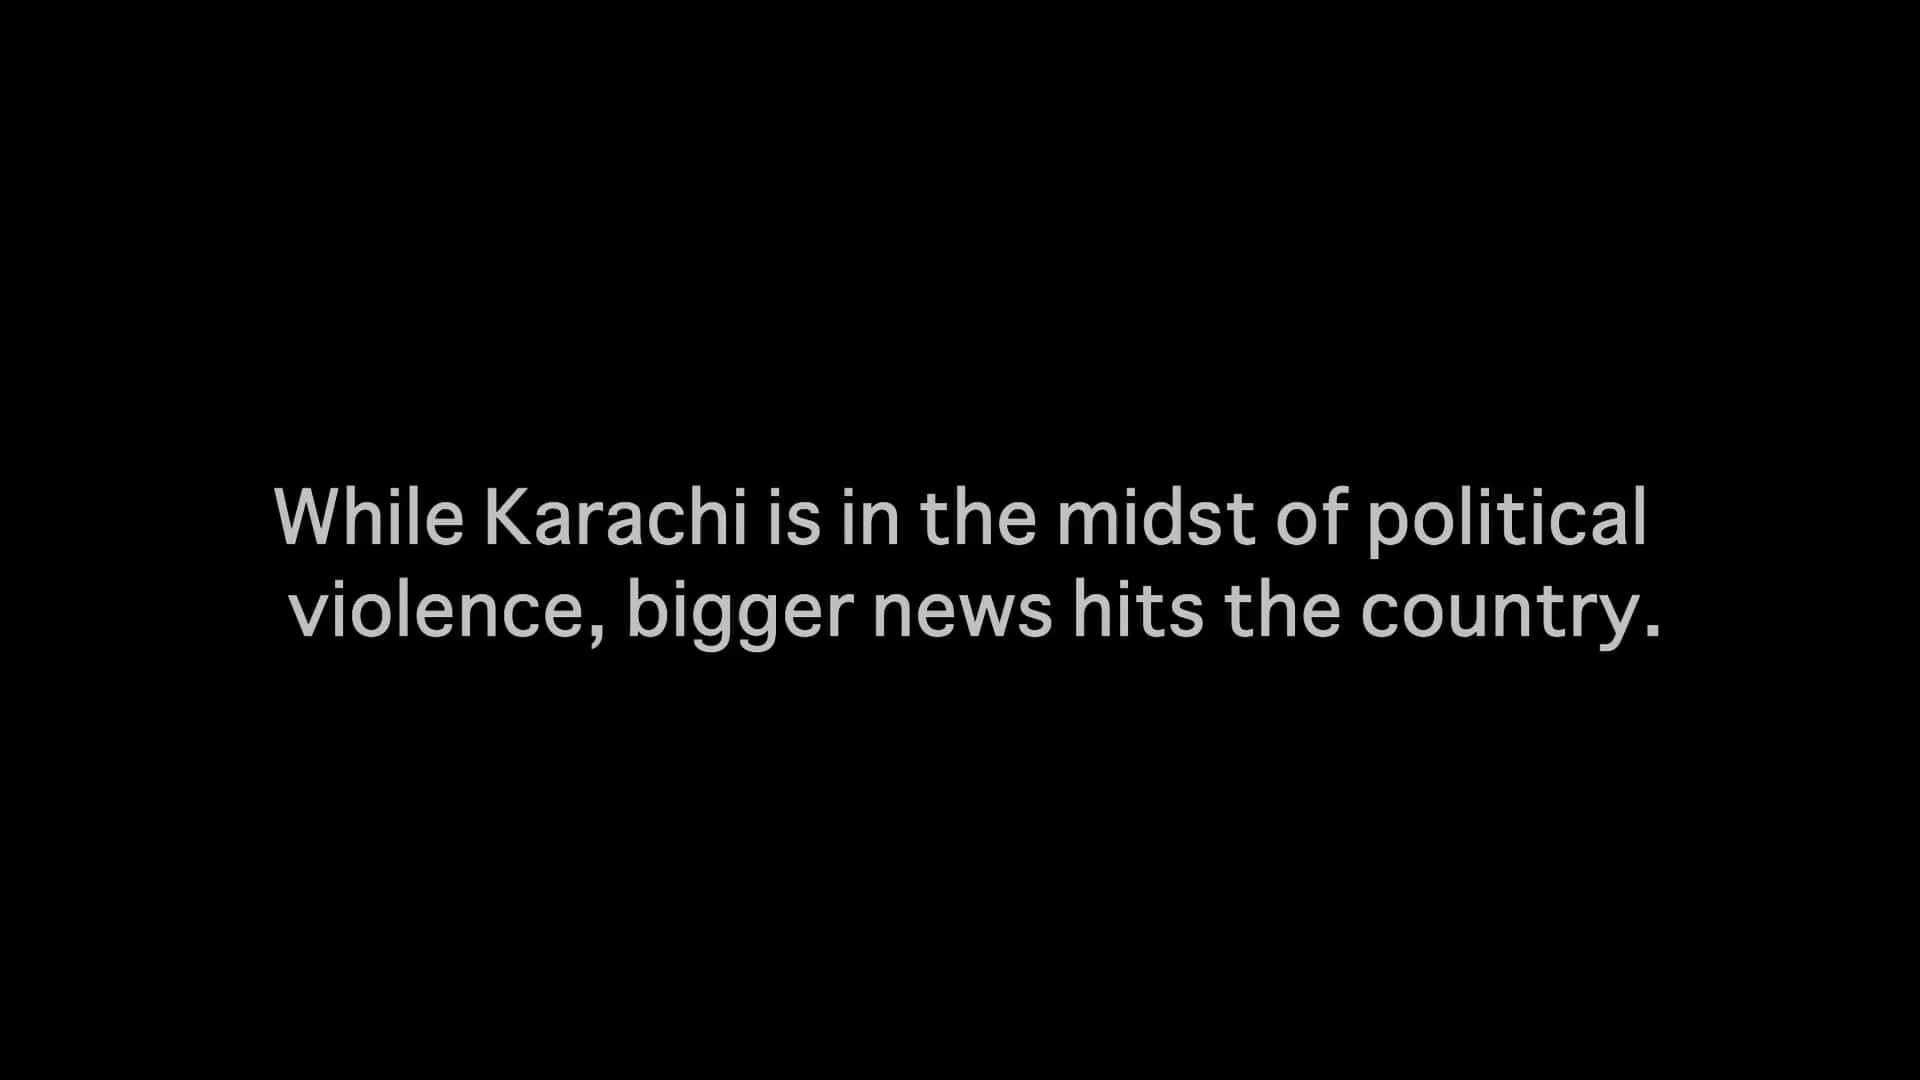 While Karachi is in the midst of political
violence, bigger news hits the country.